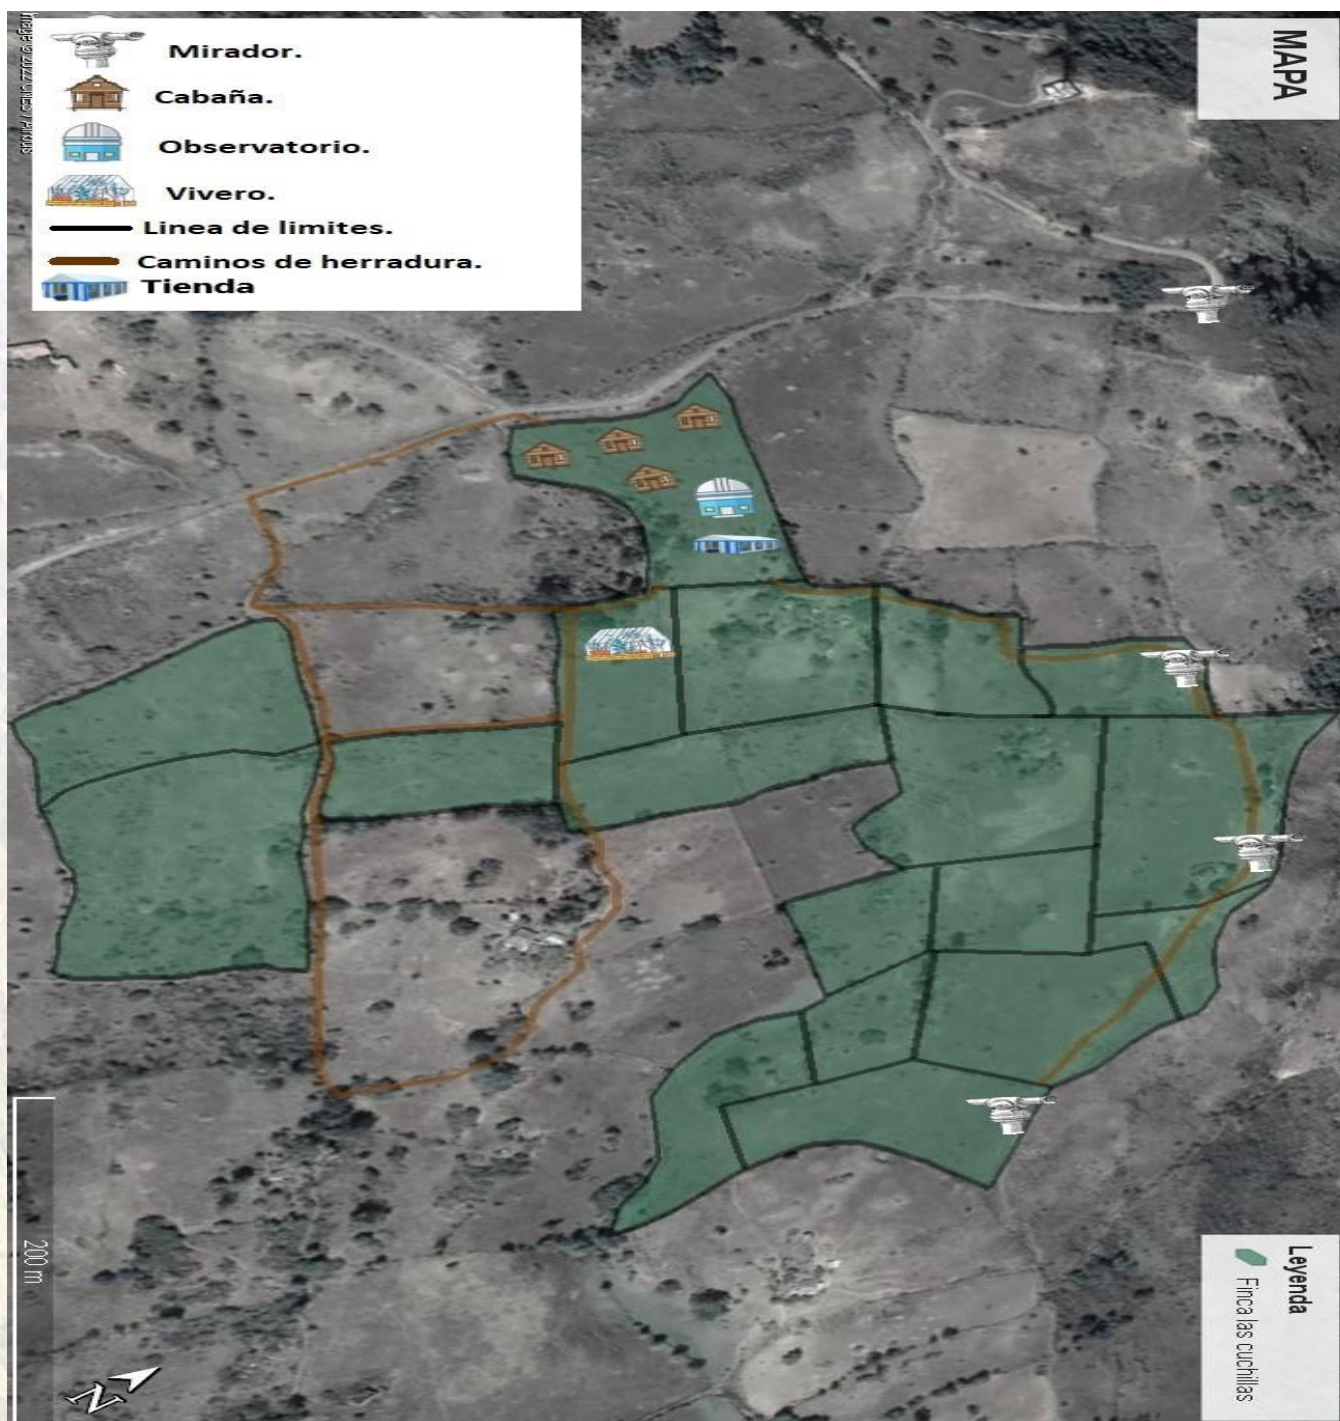 Mirador.
Cabaña.
Observatorio.
Vivero.
Linea de limites.
Caminos de herradura.
Tienda
MAPA
Leyenda
Finca las cuchillas
200 m
N